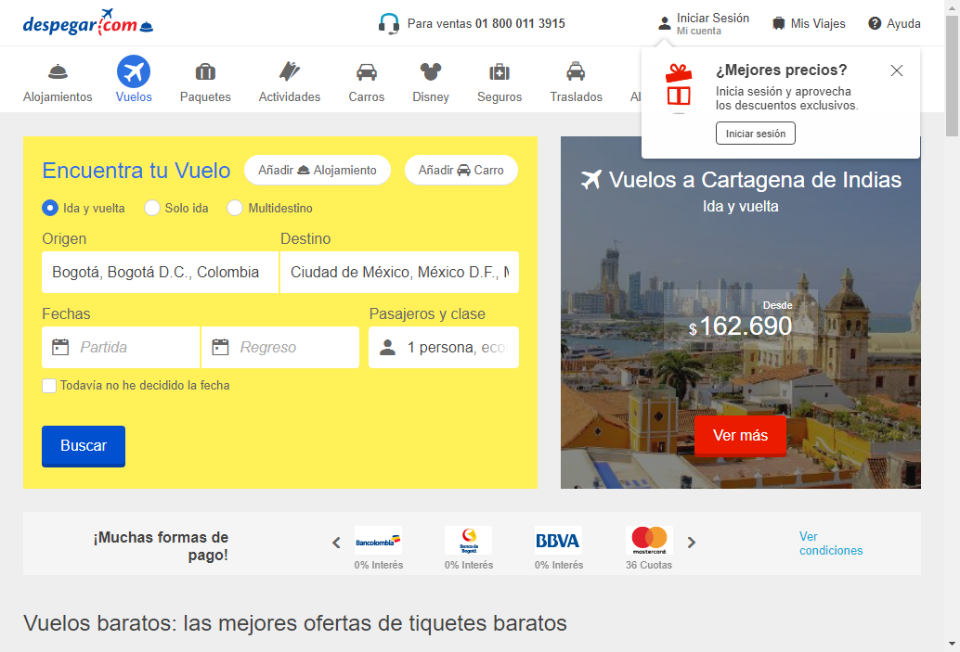 despegar.com
Para ventas 01 800 011 3915
Iniciar Sesión
Mi cuenta
Mis Viajes
Ayuda
Alojamientos
Vuelos
Paquetes
Actividades
Carros
Disney
Seguros
Traslados
Al
¿Mejores precios?
Inicia sesión y aprovecha
los descuentos exclusivos.
Iniciar sesión
Encuentra tu Vuelo
Añadir Alojamiento
Añadir Carro
Ida y vuelta
Solo ida
Multidestino
Origen
Destino
Bogotá, Bogotá D.C., Colombia
Ciudad de México, México D.F., M
Fechas
Pasajeros y clase
Partida
Regreso
1 persona, eco
Todavía no he decidido la fecha
Buscar
Vuelos a Cartagena de Indias
Ida y vuelta
Desde
$ 162.690
Ver más
¡Muchas formas de
pago!
Bancolombia
0% Interés
Banco de
Bogotá
0% Interés
BBVA
0% Interés
mastercard
36 Cuotas
Ver
condiciones
Vuelos baratos: las mejores ofertas de tiquetes baratos